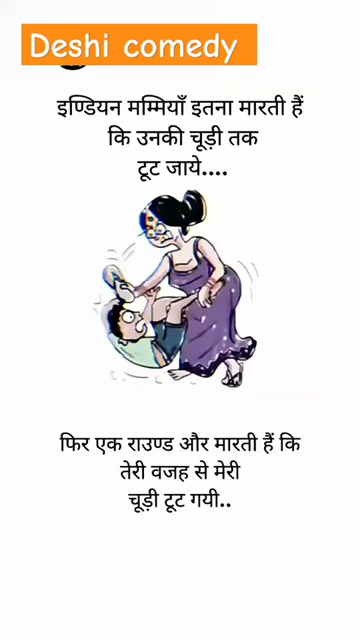 Deshi comedy
इण्डियन मम्मियाँ इतना मारती हैं
कि उनकी चूड़ी तक
टूट जाये....
फिर एक राउण्ड और मारती हैं कि
तेरी वजह से मेरी
चूड़ी टूट गयी..